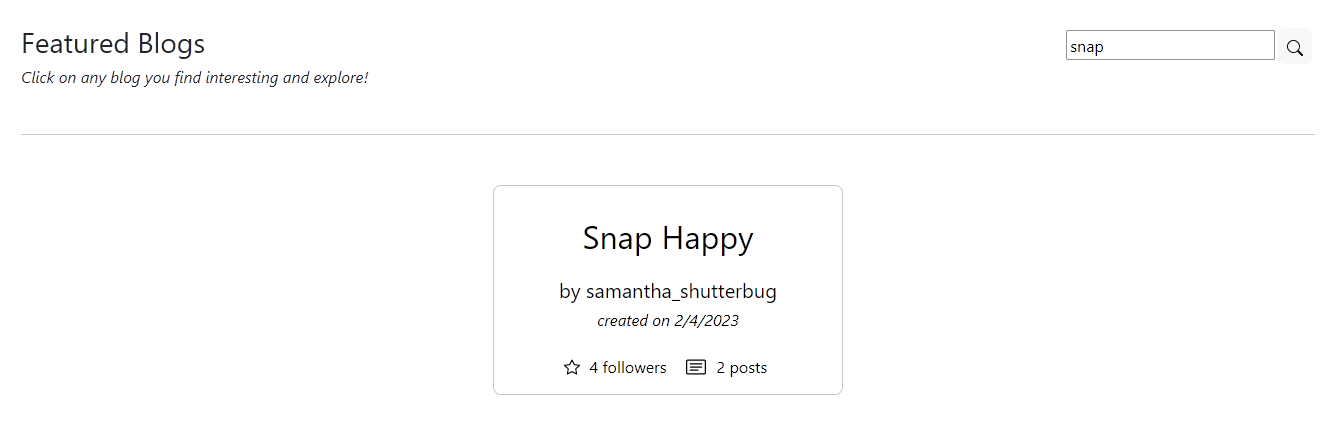 Featured Blogs
snap
Click on any blog you find interesting and explore!
Snap Happy
by samantha_shutterbug
created on 2/4/2023
4 followers 2 posts